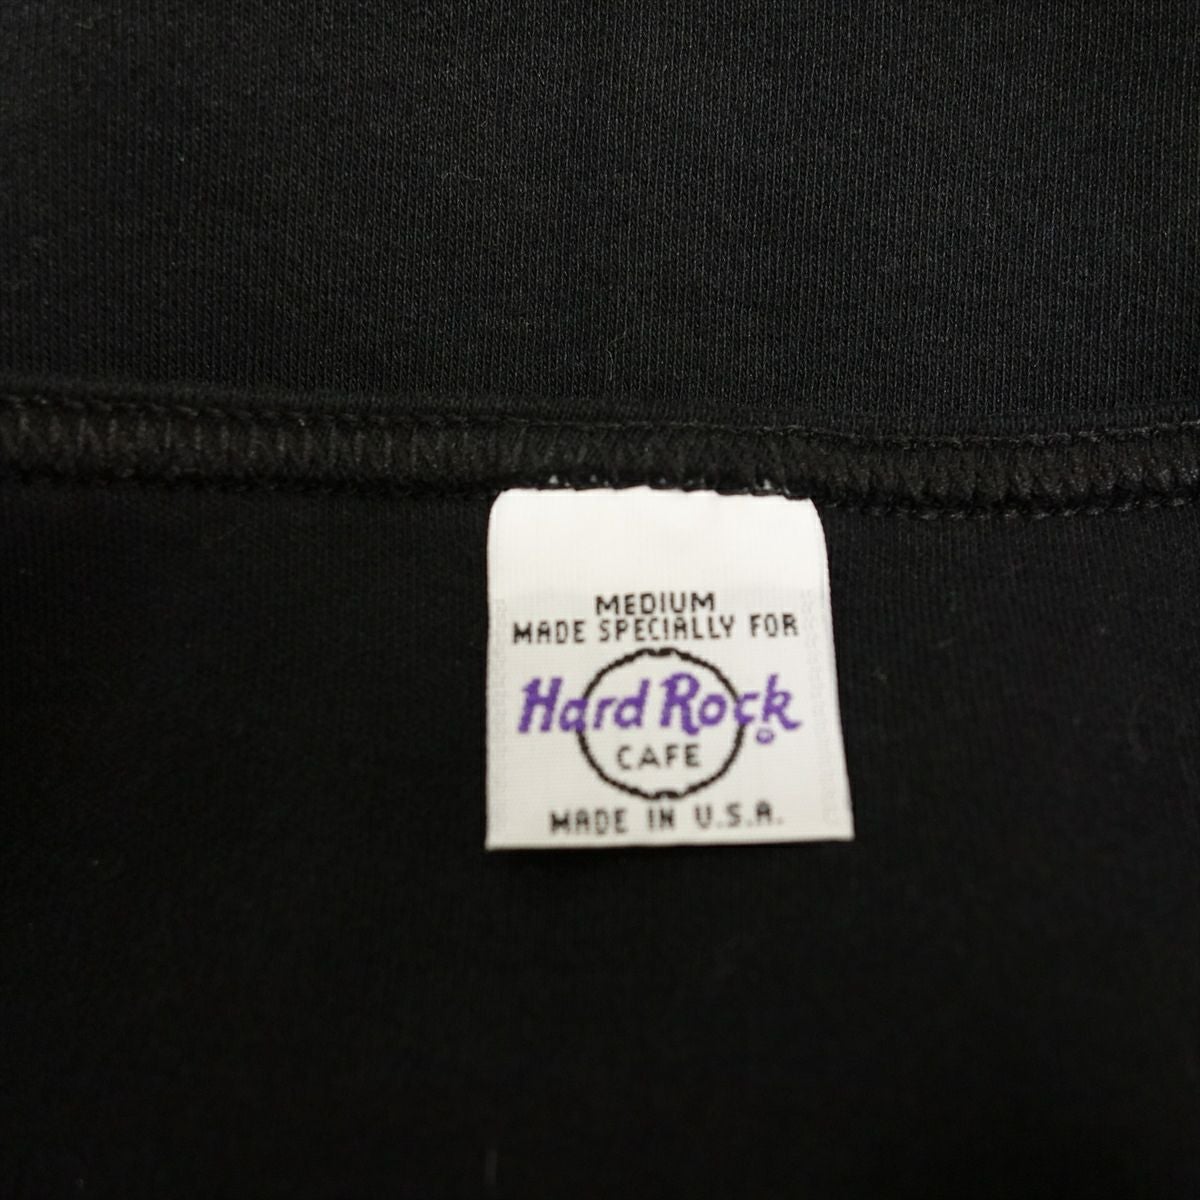 MEDIUM
MADE SPECIALLY FOR
Hard Rock
CAFE
MADE IN U.S.A.